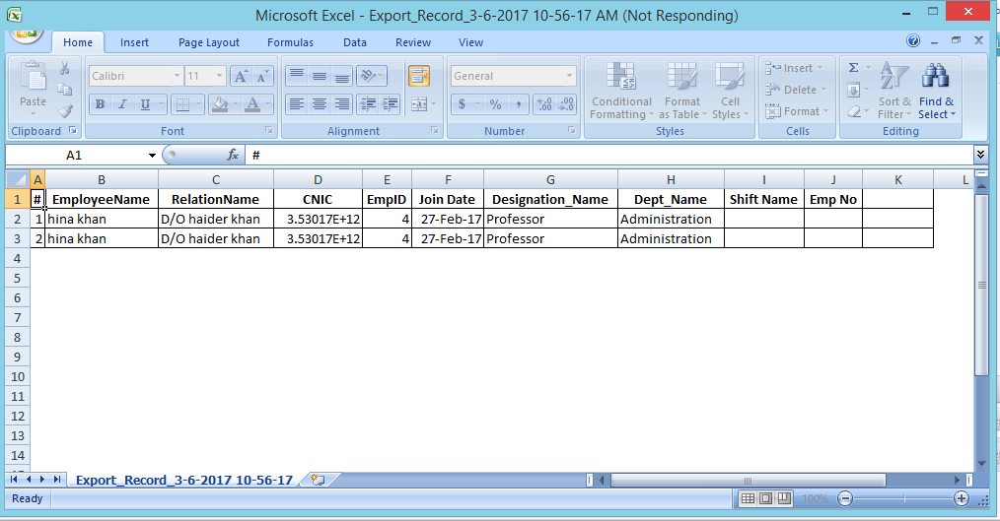 Microsoft Excel - Export_Record_3-6-2017 10-56-17 AM (Not Responding)
Home Insert Page Layout Formulas Data Review View
Calibri 11 A A General Σ Insert
Paste B I U A $ % , .0 .00 .00 .0 Conditional Formatting Format as Table Cell Styles Delete Format Sort & Filter Find & Select
Clipboard Font Alignment Number Styles Cells Editing
A1 fx #
A B C D E F G H I J K L
1 # EmployeeName RelationName CNIC EmpID Join Date Designation_Name Dept_Name Shift Name Emp No
2 1 hina khan D/O haider khan 3.53017E+12 4 27-Feb-17 Professor Administration
3 2 hina khan D/O haider khan 3.53017E+12 4 27-Feb-17 Professor Administration
4
5
6
7
8
9
10
11
12
13
14
Export_Record_3-6-2017 10-56-17
Ready 100%